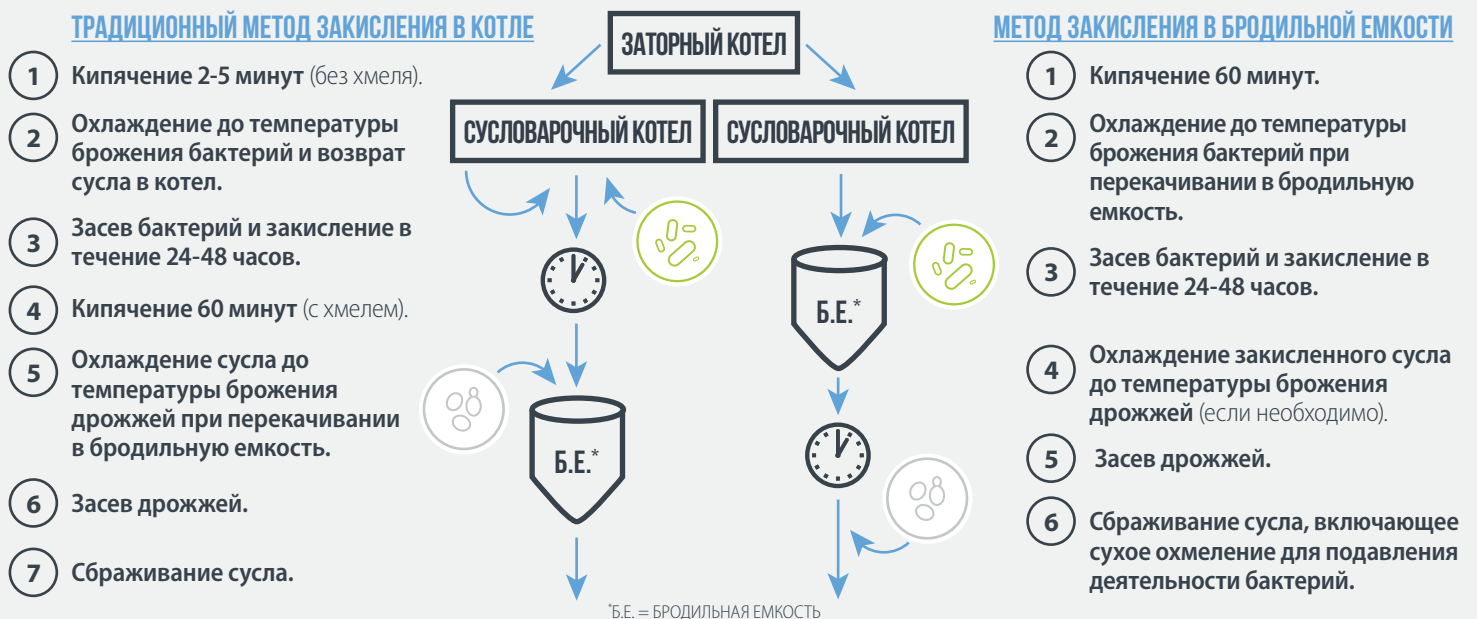 ТРАДИЦИОННЫЙ МЕТОД ЗАКИСЛЕНИЯ В КОТЛЕ
1
Кипячение 2-5 минут (без хмеля).
2
Охлаждение до температуры
брожения бактерий и возврат
сусла в котел.
3
Засев бактерий и закисление в
течение 24-48 часов.
4
Кипячение 60 минут (с хмелем).
5
Охлаждение сусла до
температуры брожения
дрожжей при перекачивании
в бродильную емкость.
6
Засев дрожжей.
7
Сбраживание сусла.
ЗАТОРНЫЙ КОТЕЛ
СУСЛОВАРОЧНЫЙ КОТЕЛ
СУСЛОВАРОЧНЫЙ КОТЕЛ
Б.Е.*
Б.Е.*
*Б.Е. = БРОДИЛЬНАЯ ЕМКОСТЬ
МЕТОД ЗАКИСЛЕНИЯ В БРОДИЛЬНОЙ ЕМКОСТИ
1
Кипячение 60 минут.
2
Охлаждение до температуры
брожения бактерий при
перекачивании в бродильную
емкость.
3
Засев бактерий и закисление в
течение 24-48 часов.
4
Охлаждение закисленного сусла
до температуры брожения
дрожжей (если необходимо).
5
Засев дрожжей.
6
Сбраживание сусла, включающее
сухое охмеление для подавления
деятельности бактерий.